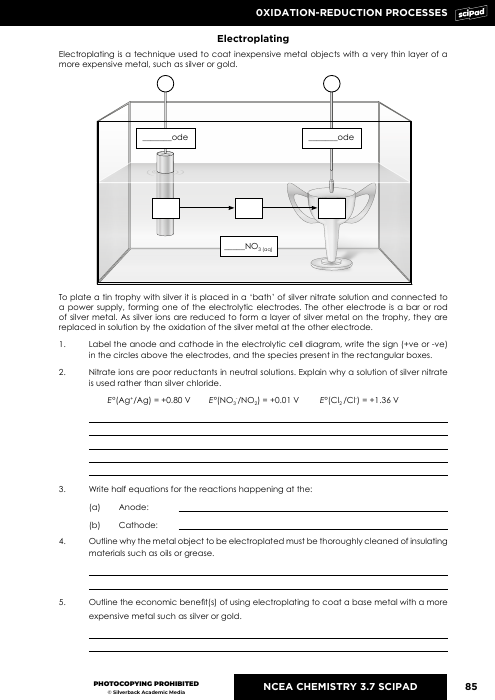 OXIDATION-REDUCTION PROCESSES
scipad
Electroplating
Electroplating is a technique used to coat inexpensive metal objects with a very thin layer of a
more expensive metal, such as silver or gold.
______ode
______ode
____NO3 (aq)
To plate a tin trophy with silver it is placed in a ‘bath’ of silver nitrate solution and connected to
a power supply, forming one of the electrolytic electrodes. The other electrode is a bar or rod
of silver metal. As silver ions are reduced to form a layer of silver metal on the trophy, they are
replaced in solution by the oxidation of the silver metal at the other electrode.
1. Label the anode and cathode in the electrolytic cell diagram, write the sign (+ve or -ve)
in the circles above the electrodes, and the species present in the rectangular boxes.
2. Nitrate ions are poor reductants in neutral solutions. Explain why a solution of silver nitrate
is used rather than silver chloride.
E°(Ag⁺/Ag) = +0.80 V E°(NO₃⁻/NO₂) = +0.01 V E°(Cl₂/Cl⁻) = +1.36 V
3. Write half equations for the reactions happening at the:
(a) Anode:
(b) Cathode:
4. Outline why the metal object to be electroplated must be thoroughly cleaned of insulating
materials such as oils or grease.
5. Outline the economic benefit(s) of using electroplating to coat a base metal with a more
expensive metal such as silver or gold.
PHOTOCOPYING PROHIBITED
© Silverback Academic Media
NCEA CHEMISTRY 3.7 SCIPAD
85